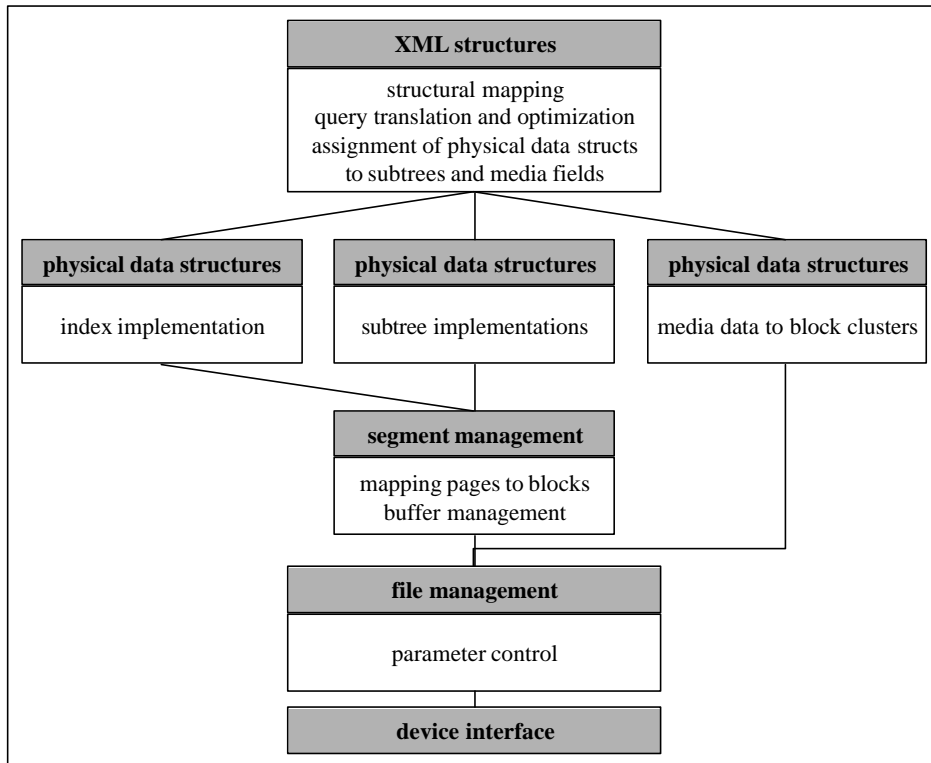 XML structures
structural mapping
query translation and optimization
assignment of physical data structs
to subtrees and media fields
physical data structures
index implementation
physical data structures
subtree implementations
physical data structures
media data to block clusters
segment management
mapping pages to blocks
buffer management
file management
parameter control
device interface